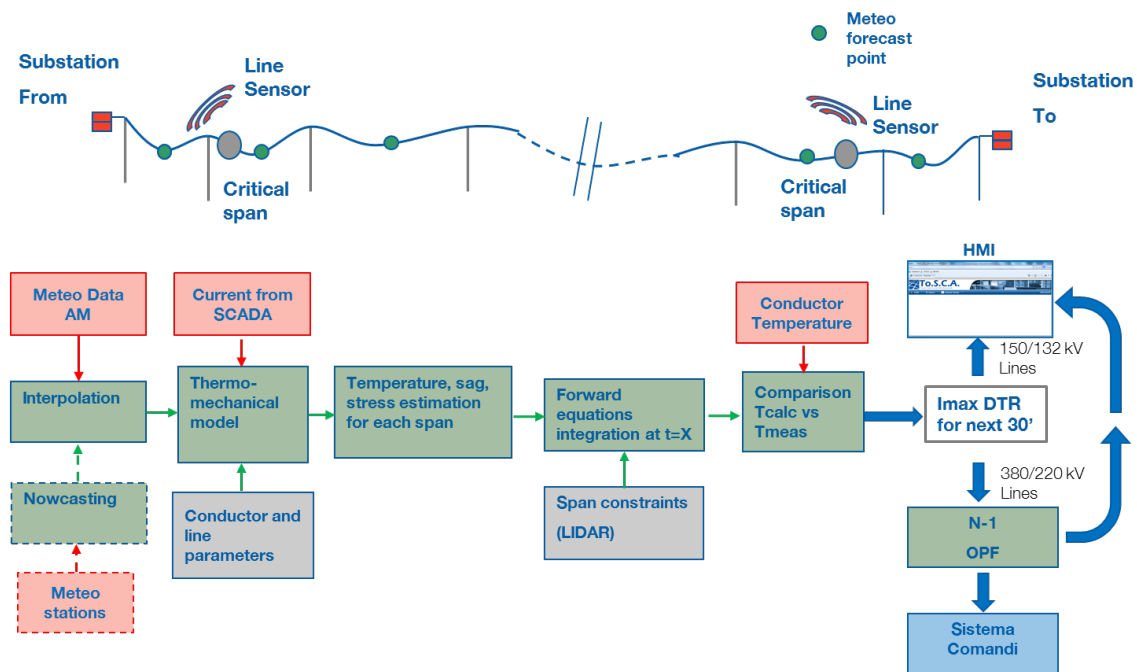 Meteo
forecast
point
Substation
From
Line
Sensor
Line
Sensor
Substation
To
Critical
span
Critical
span
HMI
To.S.C.A.
Meteo Data
AM
Current from
SCADA
Conductor
Temperature
150/132 kV
Lines
Interpolation
Thermo-
mechanical
model
Temperature, sag,
stress estimation
for each span
Forward
equations
integration at t=X
Comparison
Tcalc vs
Tmeas
Imax DTR
for next 30’
380/220 kV
Lines
Nowcasting
Conductor and
line
parameters
Span constraints
(LIDAR)
N-1
OPF
Meteo
stations
Sistema
Comandi